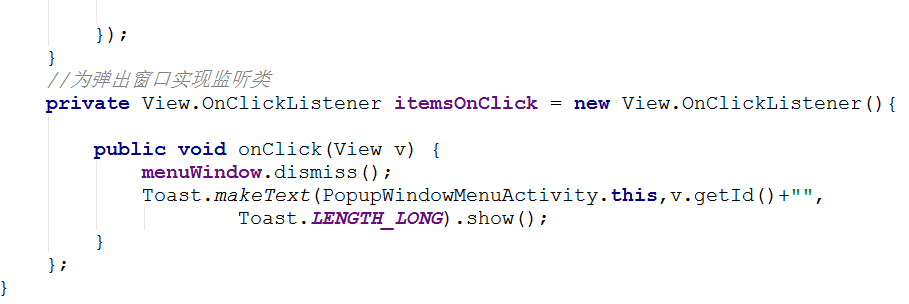 });
}
//为弹出窗口实现监听类
private View.OnClickListener itemsOnClick = new View.OnClickListener(){
public void onClick(View v) {
menuWindow.dismiss();
Toast.makeText(PopupWindowMenuActivity.this,v.getId()+"",
Toast.LENGTH_LONG).show();
}
};
}